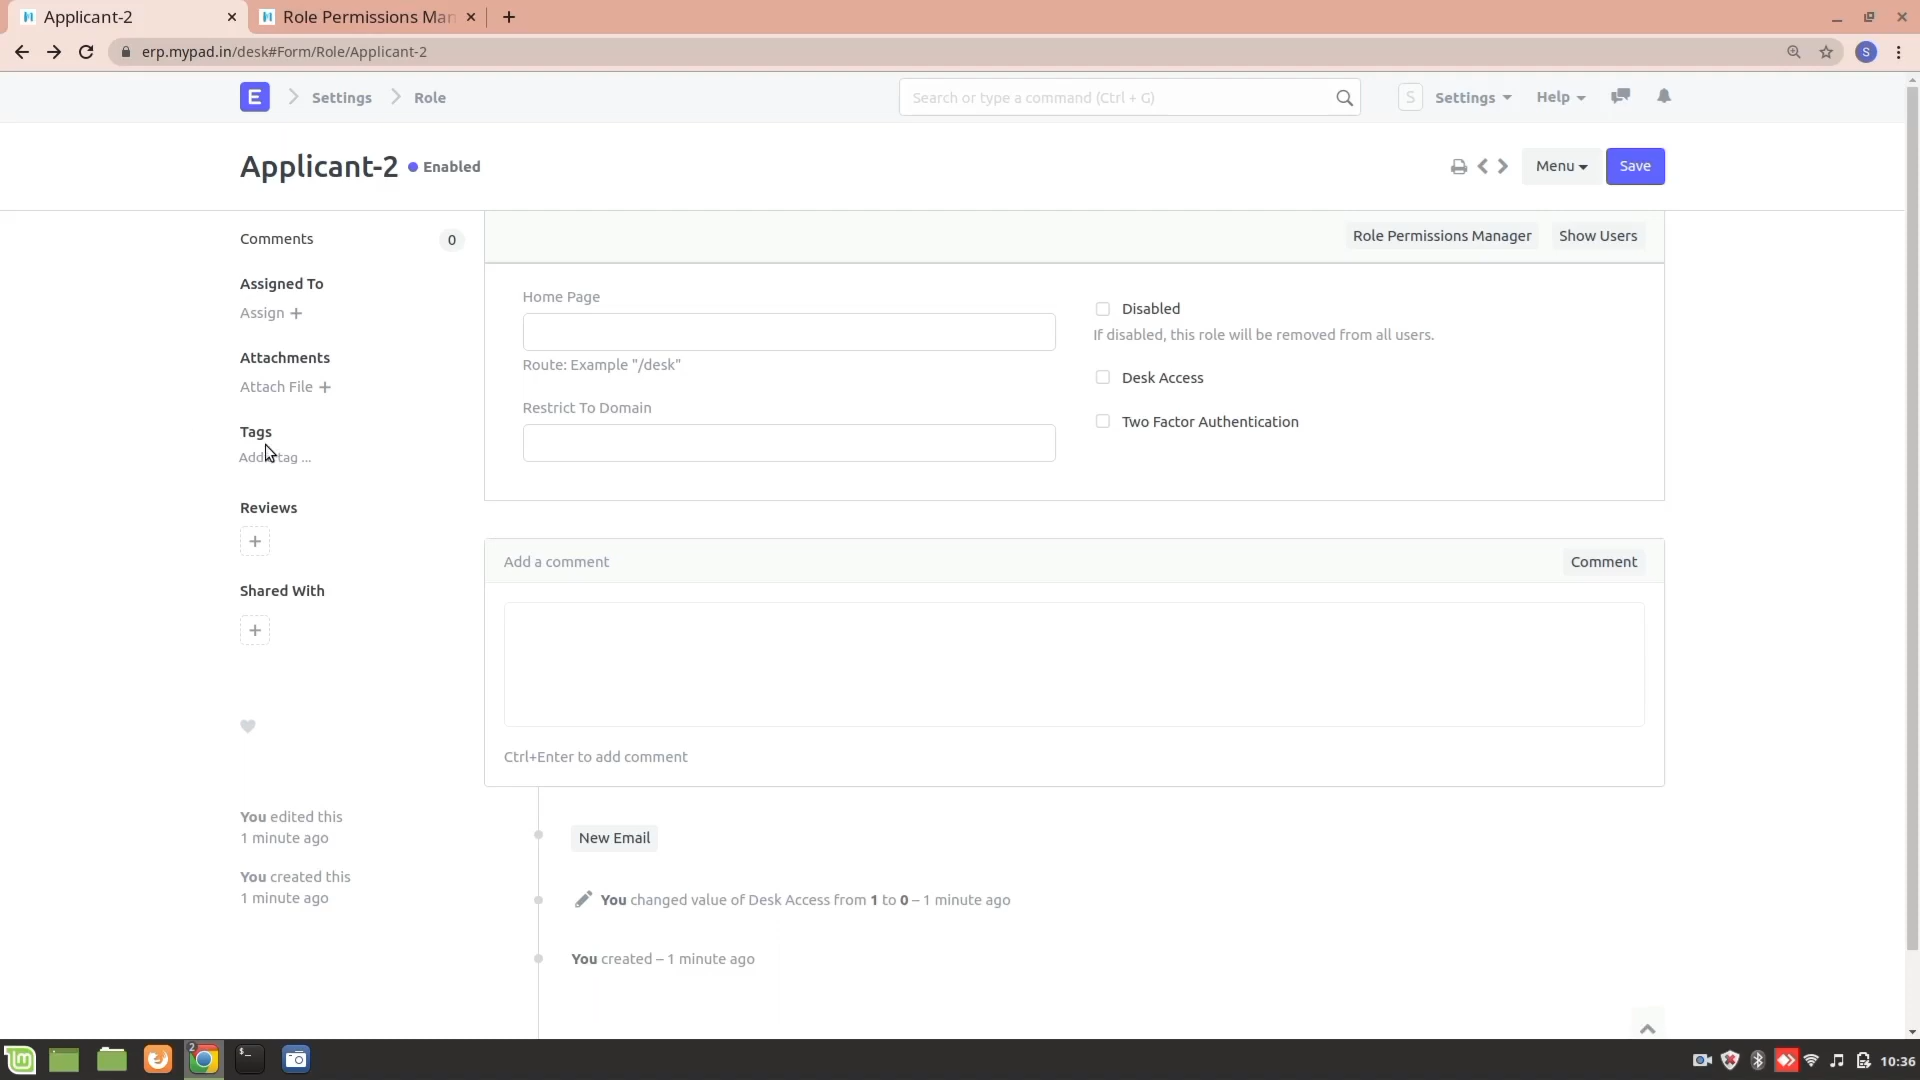 Applicant-2
Role Permissions Man
erp.mypad.in/desk#Form/Role/Applicant-2
S
E
Settings
Role
Search or type a command (Ctrl + G)
S
Settings
Help
Applicant-2
Enabled
Menu
Save
Comments
0
Role Permissions Manager
Show Users
Assigned To
Assign +
Attachments
Attach File +
Tags
Add tag ...
Reviews
+
Shared With
+
Home Page
Route: Example "/desk"
Restrict To Domain
Disabled
If disabled, this role will be removed from all users.
Desk Access
Two Factor Authentication
Add a comment
Comment
Ctrl+Enter to add comment
You edited this
1 minute ago
You created this
1 minute ago
New Email
You changed value of Desk Access from 1 to 0 – 1 minute ago
You created – 1 minute ago
2
10:36